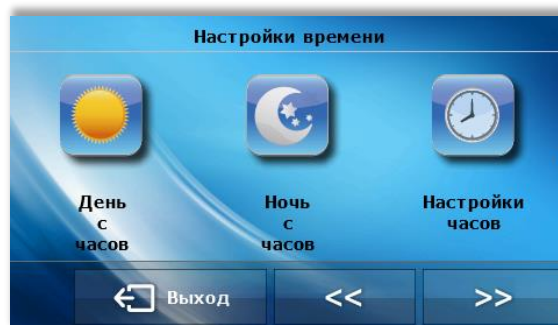 Настройки времени
День
с
часов
Ночь
с
часов
Настройки
часов
Выход
<<
>>